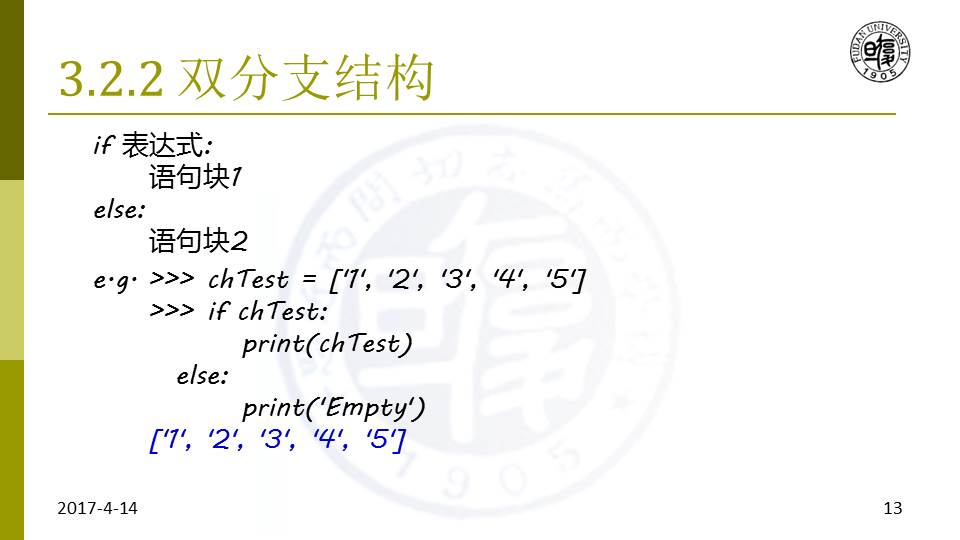 3.2.2 双分支结构
FUDAN UNIVERSITY
1905
if 表达式:
语句块1
else:
语句块2
e.g. >>> chTest = ['1', '2', '3', '4', '5']
>>> if chTest:
print(chTest)
else:
print('Empty')
['1', '2', '3', '4', '5']
1905
2017-4-14
13